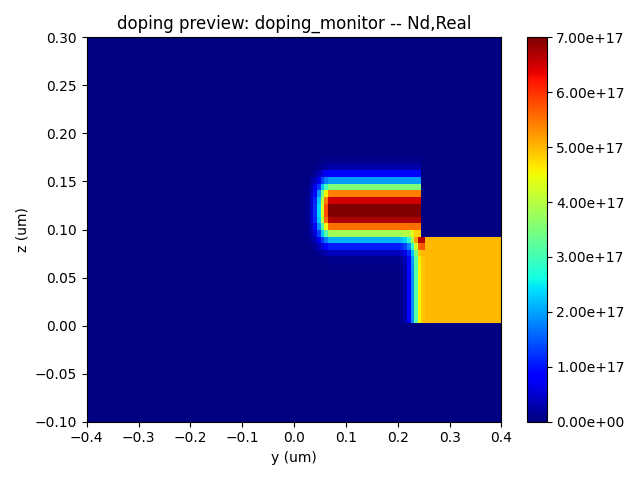 doping preview: doping_monitor -- Nd,Real
0.30
0.25
0.20
0.15
0.10
0.05
0.00
−0.05
−0.10
z (um)
−0.4 −0.3 −0.2 −0.1 0.0 0.1 0.2 0.3 0.4
y (um)
7.00e+17
6.00e+17
5.00e+17
4.00e+17
3.00e+17
2.00e+17
1.00e+17
0.00e+00